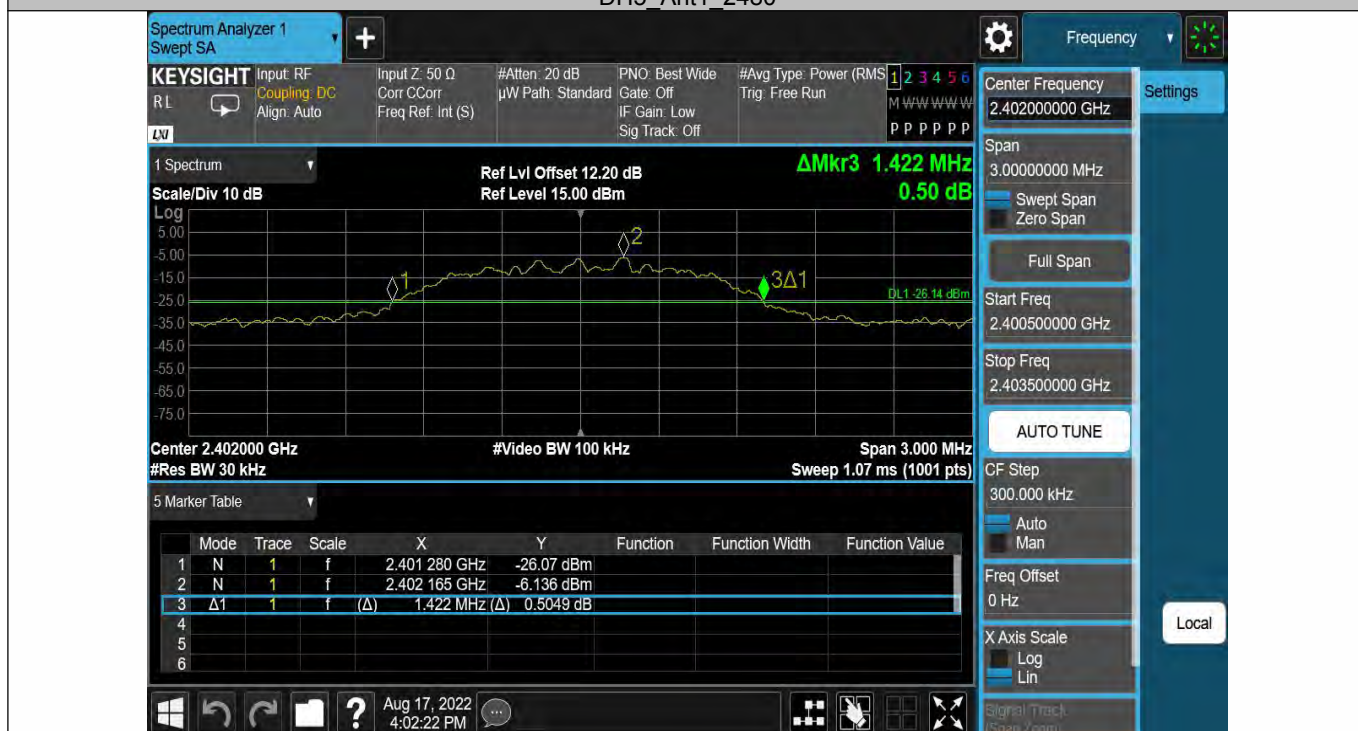 Spectrum Analyzer 1
Swept SA
+
Frequency
KEYSIGHT
RL
LXI
Input: RF
Coupling: DC
Align: Auto
Input Z: 50 Ω
Corr CCorr
Freq Ref: Int (S)
#Atten: 20 dB
µW Path: Standard
PNO: Best Wide
Gate: Off
IF Gain: Low
Sig Track: Off
#Avg Type: Power (RMS
Trig: Free Run
1 2 3 4 5 6
M W W W W W
P P P P P P
1 Spectrum
Scale/Div 10 dB
Ref Lvl Offset 12.20 dB
Ref Level 15.00 dBm
ΔMkr3 1.422 MHz
0.50 dB
Log
5.00
-5.00
-15.0
-25.0
-35.0
-45.0
-55.0
-65.0
-75.0
1
2
3Δ1
DL1 -26.14 dBm
Center 2.402000 GHz
#Video BW 100 kHz
Span 3.000 MHz
#Res BW 30 kHz
Sweep 1.07 ms (1001 pts)
5 Marker Table
Mode Trace Scale X Y Function Function Width Function Value
1 N 1 f 2.401 280 GHz -26.07 dBm
2 N 1 f 2.402 165 GHz -6.136 dBm
3 Δ1 1 f (Δ) 1.422 MHz (Δ) 0.5049 dB
4
5
6
?
Aug 17, 2022
4:02:22 PM
Center Frequency
2.402000000 GHz
Settings
Span
3.00000000 MHz
Swept Span
Zero Span
Full Span
Start Freq
2.400500000 GHz
Stop Freq
2.403500000 GHz
AUTO TUNE
CF Step
300.000 kHz
Auto
Man
Freq Offset
0 Hz
X Axis Scale
Log
Lin
Signal Track
(Span Zoom)
Local